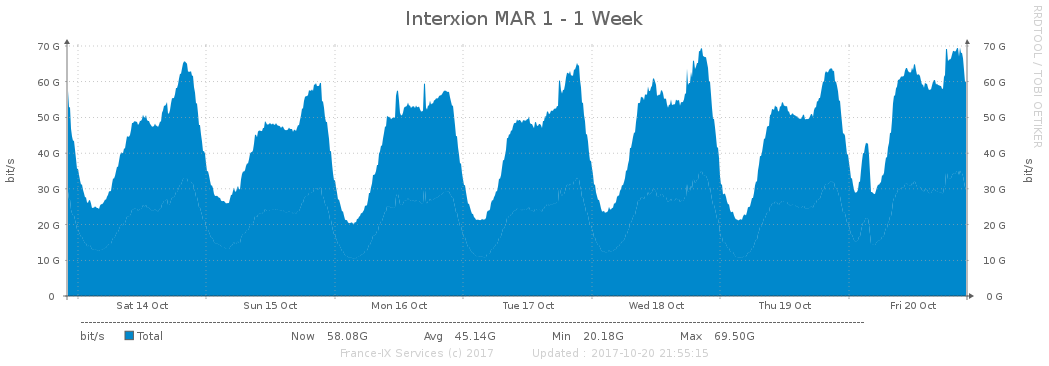 Interxion MAR 1 - 1 Week
RRDTOOL / TOBI OETIKER
bit/s
70 G 70 G
60 G 60 G
50 G 50 G
40 G 40 G
30 G 30 G
20 G 20 G
10 G 10 G
0 0 G
bit/s
Sat 14 Oct Sun 15 Oct Mon 16 Oct Tue 17 Oct Wed 18 Oct Thu 19 Oct Fri 20 Oct
bit/s Total Now 58.08G Avg 45.14G Min 20.18G Max 69.50G
France-IX Services (c) 2017 Updated : 2017-10-20 21:55:15